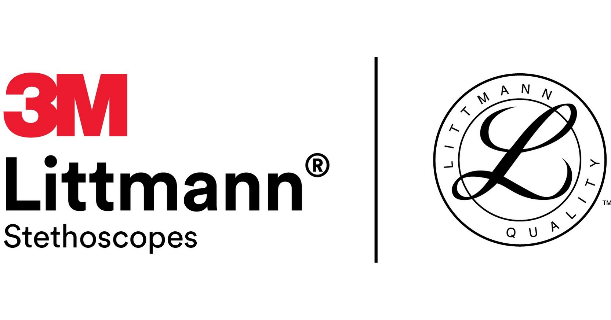 3M
Littmann®
Stethoscopes
LITTMANN
L
QUALITY
TM